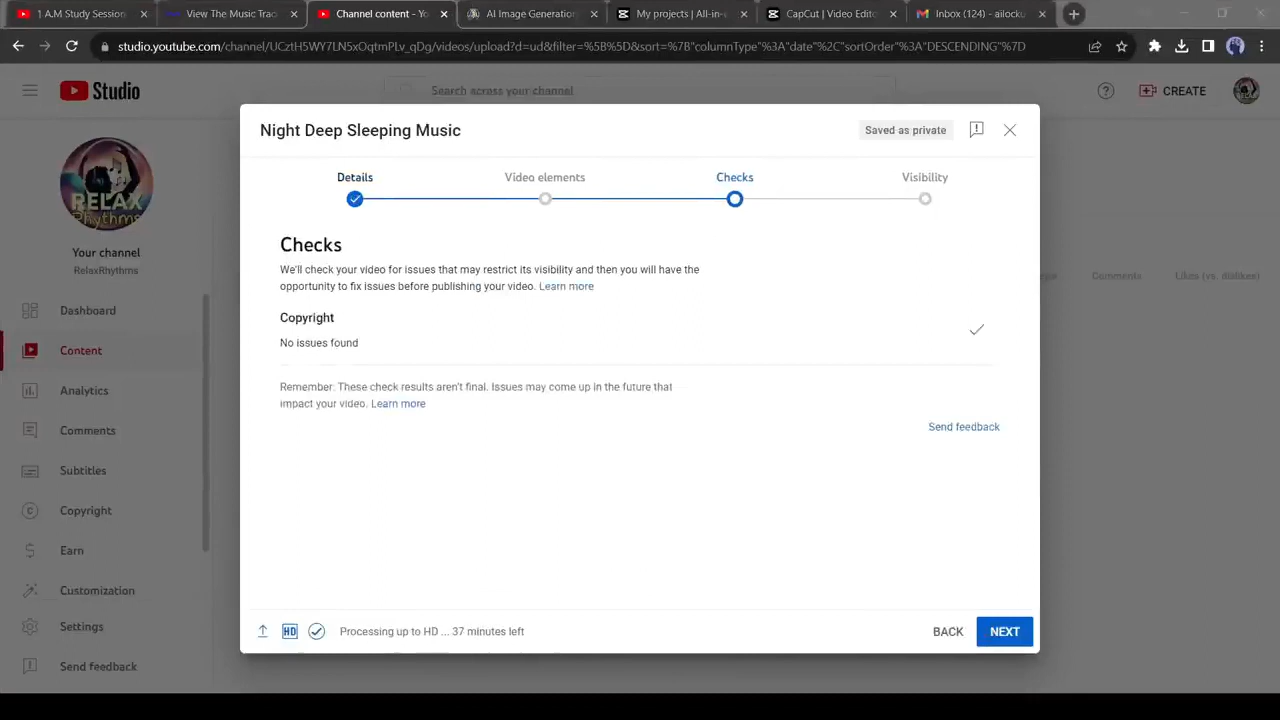 1 A.M Study Session
View The Music Trac
Channel content - Yo
AI Image Generation
My projects | All-in-
CapCut | Video Edito
Inbox (124) - ailocku
studio.youtube.com/channel/UCztH5WY7LN5xOqtmPLv_qDg/videos/upload?d=ud&filter=%5B%5D&sort=%7B"columnType"%3A"date"%2C"sortOrder"%3A"DESCENDING"%7D
Studio
Search across your channel
CREATE
Night Deep Sleeping Music
Saved as private
Details
Video elements
Checks
Visibility
RELAX
Rhythms
Your channel
RelaxRhythms
Dashboard
Content
Analytics
Comments
Subtitles
Copyright
Earn
Customization
Settings
Send feedback
Checks
We'll check your video for issues that may restrict its visibility and then you will have the
opportunity to fix issues before publishing your video. Learn more
Copyright
No issues found
Remember: These check results aren't final. Issues may come up in the future that
impact your video. Learn more
Send feedback
Comments
Likes (vs. dislikes)
HD
Processing up to HD ... 37 minutes left
BACK
NEXT